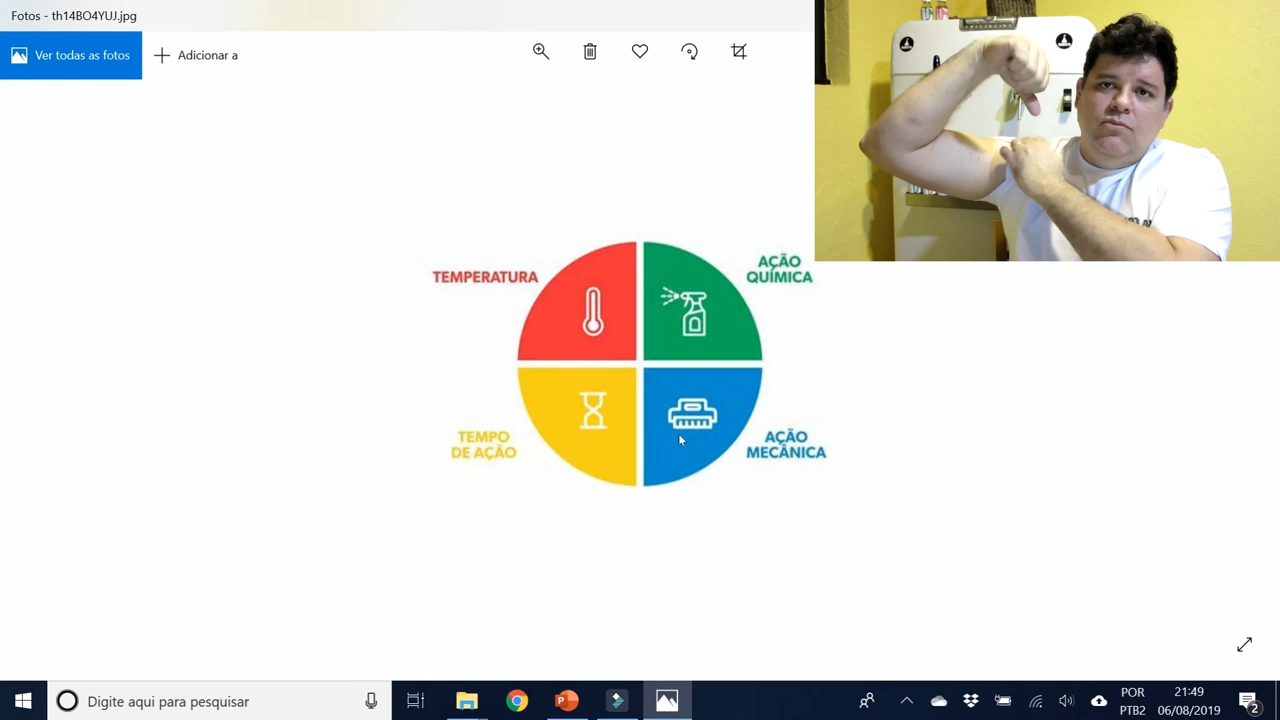 Fotos - th14BO4YUJ.jpg
Ver todas as fotos
Adicionar a
TEMPERATURA
AÇÃO
QUÍMICA
TEMPO
DE AÇÃO
AÇÃO
MECÂNICA
Digite aqui para pesquisar
POR
PTB2
21:49
06/08/2019
2